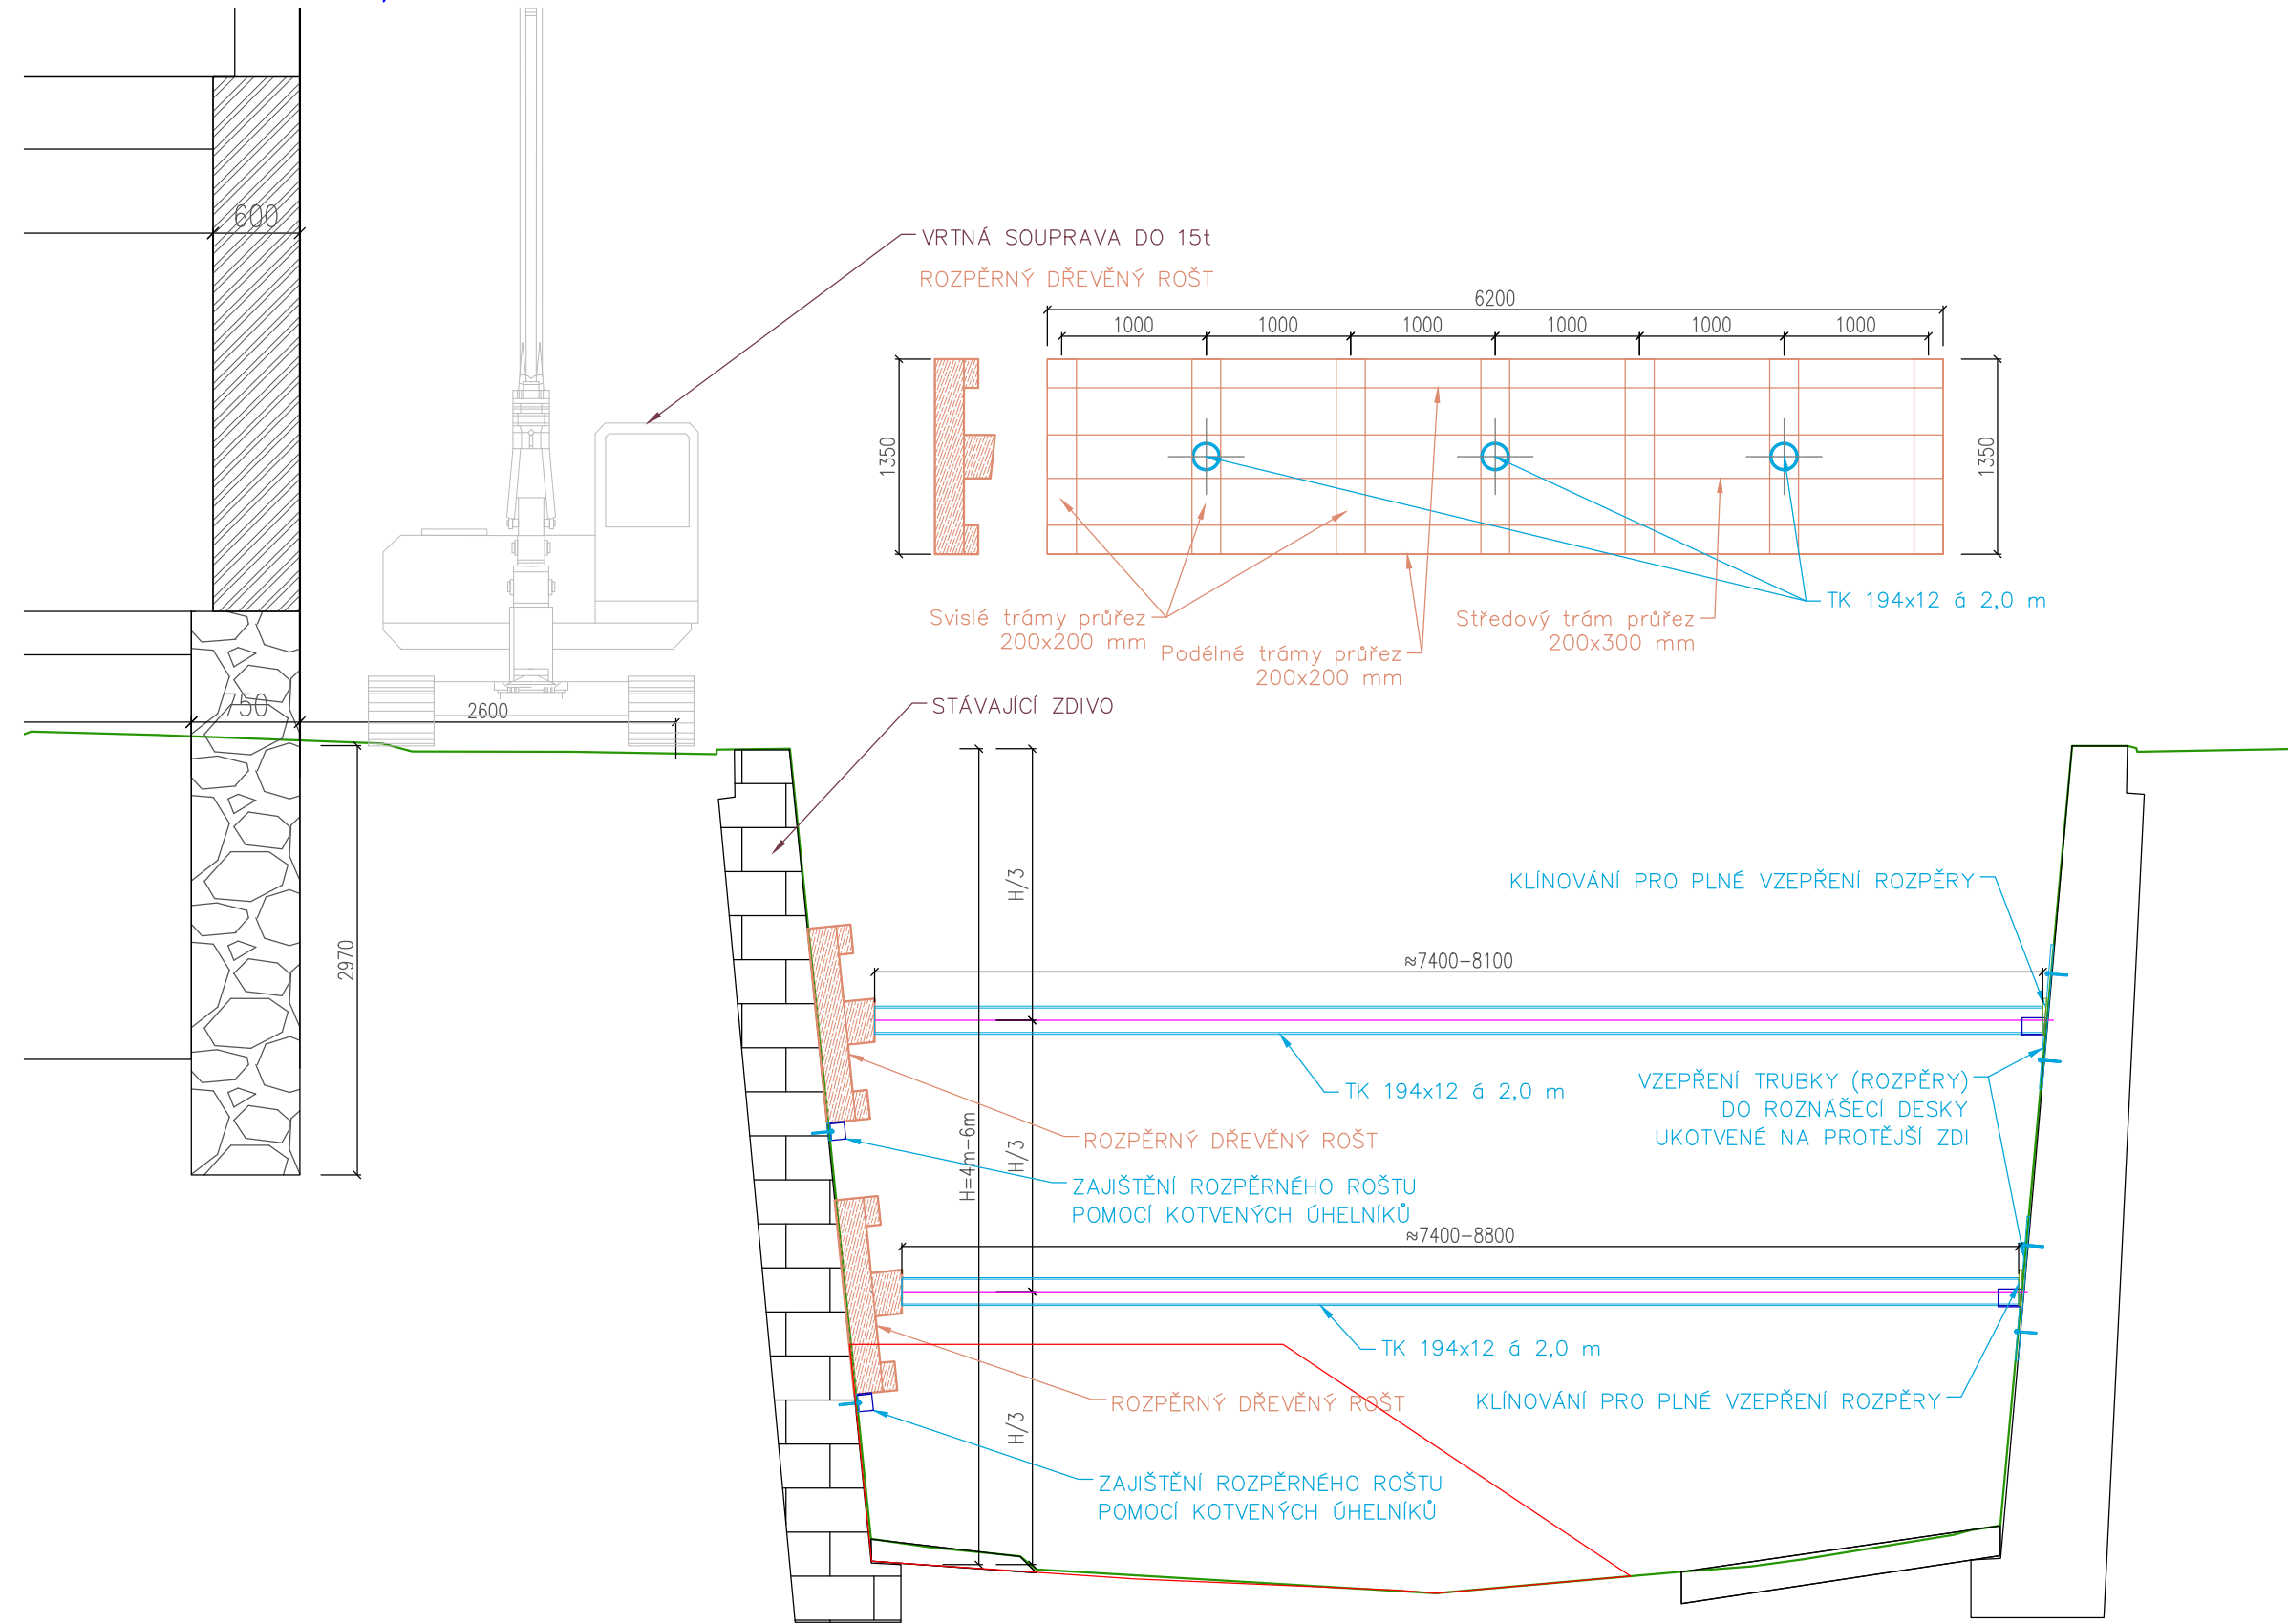 600
VRTNÁ SOUPRAVA DO 15t
ROZPĚRNÝ DŘEVĚNÝ ROŠT
6200
1000
1000
1000
1000
1000
1000
1350
1350
TK 194x12 á 2,0 m
Svislé trámy průřez
200x200 mm
Podélné trámy průřez
200x200 mm
Středový trám průřez
200x300 mm
750
2600
STÁVAJÍCÍ ZDIVO
H/3
KLÍNOVÁNÍ PRO PLNÉ VZEPŘENÍ ROZPĚRY
2970
≈7400-8100
TK 194x12 á 2,0 m
VZEPŘENÍ TRUBKY (ROZPĚRY)
DO ROZNÁŠECÍ DESKY
UKOTVENÉ NA PROTĚJŠÍ ZDI
ROZPĚRNÝ DŘEVĚNÝ ROŠT
H=4m-6m
H/3
ZAJIŠTĚNÍ ROZPĚRNÉHO ROŠTU
POMOCÍ KOTVENÝCH ÚHELNÍKŮ
≈7400-8800
TK 194x12 á 2,0 m
ROZPĚRNÝ DŘEVĚNÝ ROŠT
KLÍNOVÁNÍ PRO PLNÉ VZEPŘENÍ ROZPĚRY
H/3
ZAJIŠTĚNÍ ROZPĚRNÉHO ROŠTU
POMOCÍ KOTVENÝCH ÚHELNÍKŮ